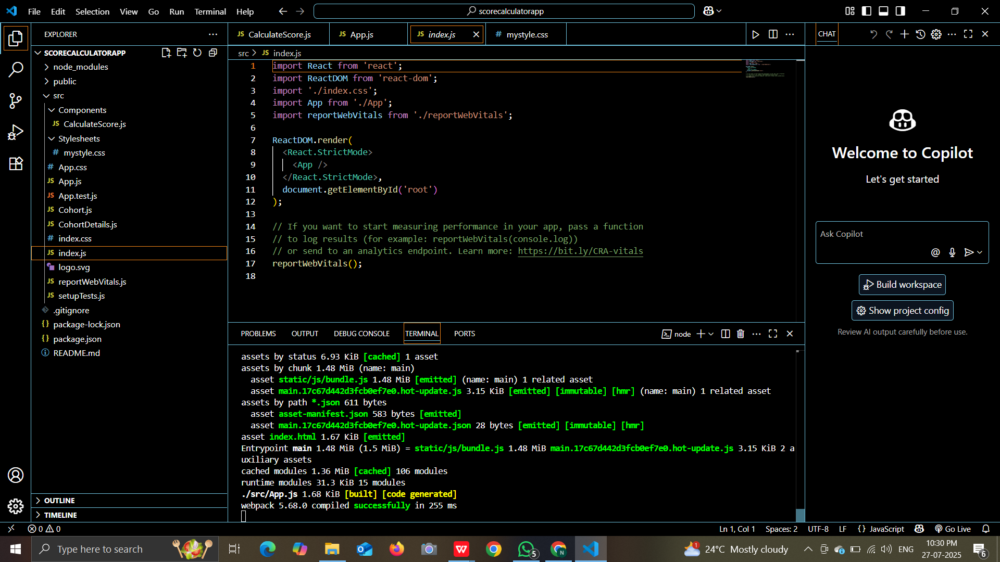 File Edit Selection View Go Run Terminal Help
scorecalculatorapp
EXPLORER
SCORECALCULATORAPP
node_modules
public
src
Components
JS CalculateScore.js
Stylesheets
# mystyle.css
# App.css
JS App.js
JS App.test.js
JS Cohort.js
JS CohortDetails.js
# index.css
JS index.js
logo.svg
JS reportWebVitals.js
JS setupTests.js
.gitignore
{} package-lock.json
{} package.json
README.md
OUTLINE
TIMELINE
JS CalculateScore.js JS App.js JS index.js # mystyle.css
src > JS index.js
1 import React from 'react';
2 import ReactDOM from 'react-dom';
3 import './index.css';
4 import App from './App';
5 import reportWebVitals from './reportWebVitals';
6
7 ReactDOM.render(
8 <React.StrictMode>
9 <App />
10 </React.StrictMode>,
11 document.getElementById('root')
12 );
13
14 // If you want to start measuring performance in your app, pass a function
15 // to log results (for example: reportWebVitals(console.log))
16 // or send to an analytics endpoint. Learn more: https://bit.ly/CRA-vitals
17 reportWebVitals();
18
PROBLEMS OUTPUT DEBUG CONSOLE TERMINAL PORTS
node
assets by status 6.93 KiB [cached] 1 asset
assets by chunk 1.48 MiB (name: main)
asset static/js/bundle.js 1.48 MiB [emitted] (name: main) 1 related asset
asset main.17c67d442d3fcb0ef7e0.hot-update.js 3.15 KiB [emitted] [immutable] [hmr] (name: main) 1 related asset
assets by path *.json 611 bytes
asset asset-manifest.json 583 bytes [emitted]
asset main.17c67d442d3fcb0ef7e0.hot-update.json 28 bytes [emitted] [immutable] [hmr]
asset index.html 1.67 KiB [emitted]
Entrypoint main 1.48 MiB (1.5 MiB) = static/js/bundle.js 1.48 MiB main.17c67d442d3fcb0ef7e0.hot-update.js 3.15 KiB 2 a
uxiliary assets
cached modules 1.36 MiB [cached] 106 modules
runtime modules 31.3 KiB 15 modules
./src/App.js 1.68 KiB [built] [code generated]
webpack 5.68.0 compiled successfully in 255 ms
CHAT
Welcome to Copilot
Let's get started
Ask Copilot
Build workspace
Show project config
Review AI output carefully before use.
0 0
Ln 1, Col 1 Spaces: 2 UTF-8 LF {} JavaScript Go Live
Type here to search
W
5
N
1
24°C Mostly cloudy
ENG
10:30 PM
27-07-2025
6